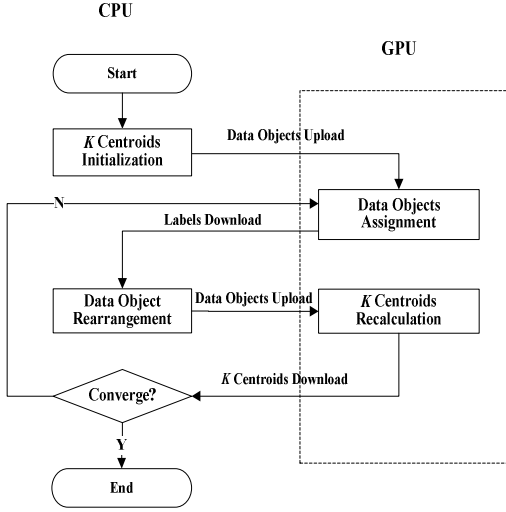 CPU
GPU
Start
K Centroids
Initialization
Data Objects Upload
N
Data Objects
Assignment
Labels Download
Data Object
Rearrangement
Data Objects Upload
K Centroids
Recalculation
K Centroids Download
Converge?
Y
End